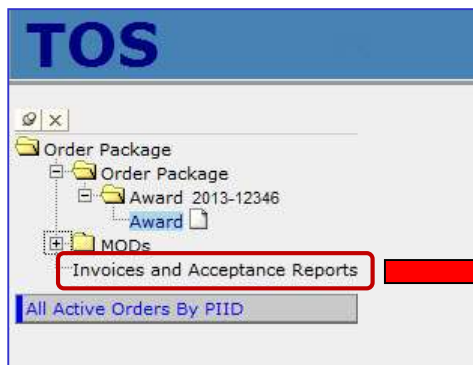 TOS
Order Package
Order Package
Award 2013-12346
Award
MODs
Invoices and Acceptance Reports
All Active Orders By PIID